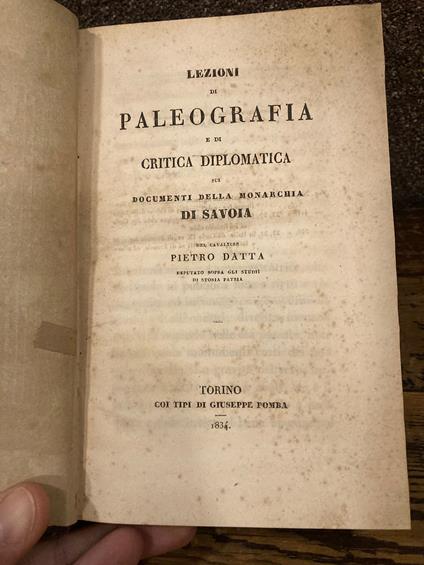 LEZIONI
DI
PALEOGRAFIA
E DI
CRITICA DIPLOMATICA
SUI
DOCUMENTI DELLA MONARCHIA
DI SAVOIA
DEL CAVALIERE
PIETRO DATTA
DEPUTATO SOPRA GLI STUDII
DI STORIA PATRIA
TORINO
COI TIPI DI GIUSEPPE POMBA
1834.